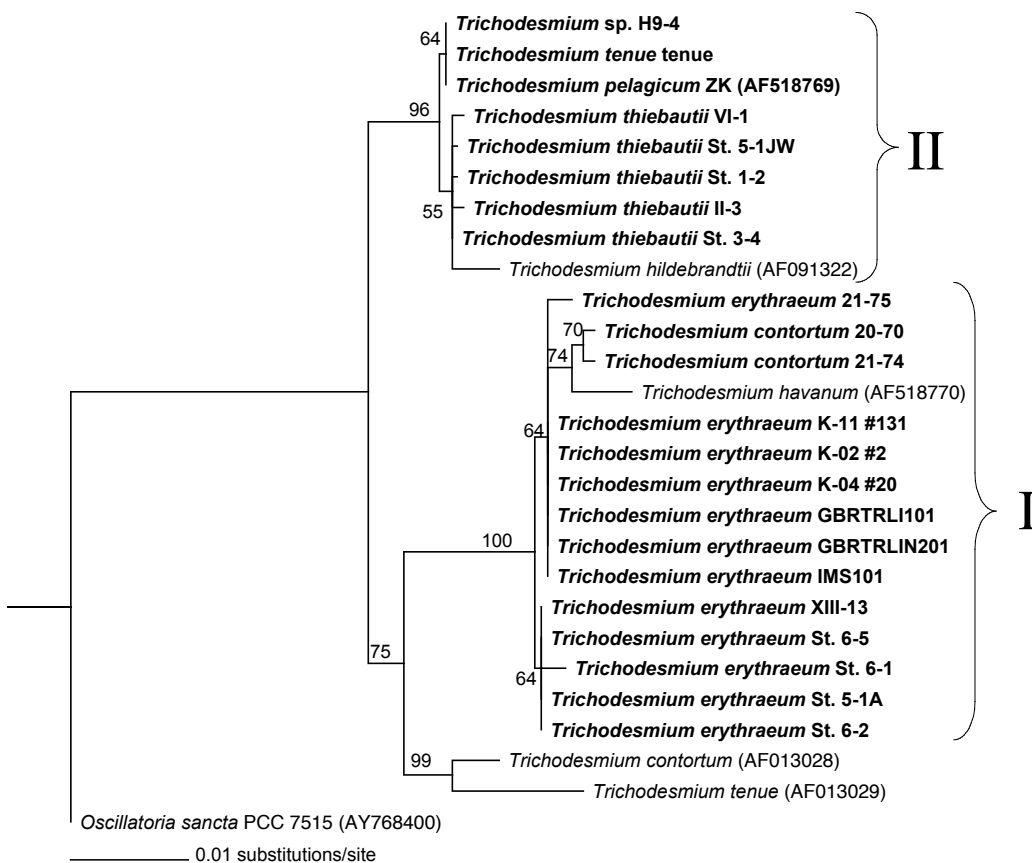 64
Trichodesmium sp. H9-4
Trichodesmium tenue tenue
Trichodesmium pelagicum ZK (AF518769)
96
Trichodesmium thiebautii VI-1
Trichodesmium thiebautii St. 5-1JW
II
Trichodesmium thiebautii St. 1-2
55
Trichodesmium thiebautii II-3
Trichodesmium thiebautii St. 3-4
Trichodesmium hildebrandtii (AF091322)
Trichodesmium erythraeum 21-75
70
Trichodesmium contortum 20-70
74
Trichodesmium contortum 21-74
Trichodesmium havanum (AF518770)
64
Trichodesmium erythraeum K-11 #131
Trichodesmium erythraeum K-02 #2
Trichodesmium erythraeum K-04 #20
Trichodesmium erythraeum GBRTRLI101
I
100
Trichodesmium erythraeum GBRTRLIN201
Trichodesmium erythraeum IMS101
Trichodesmium erythraeum XIII-13
75
Trichodesmium erythraeum St. 6-5
64
Trichodesmium erythraeum St. 6-1
Trichodesmium erythraeum St. 5-1A
Trichodesmium erythraeum St. 6-2
99
Trichodesmium contortum (AF013028)
Trichodesmium tenue (AF013029)
Oscillatoria sancta PCC 7515 (AY768400)
0.01 substitutions/site